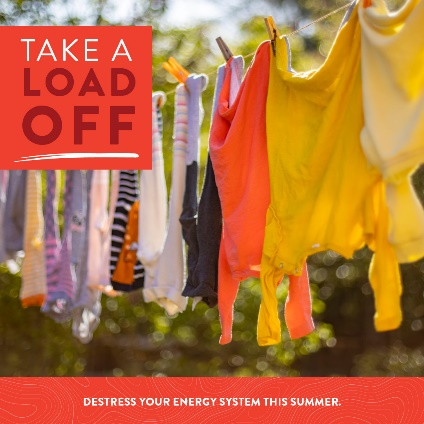 TAKE A
LOAD
OFF
DESTRESS YOUR ENERGY SYSTEM THIS SUMMER.